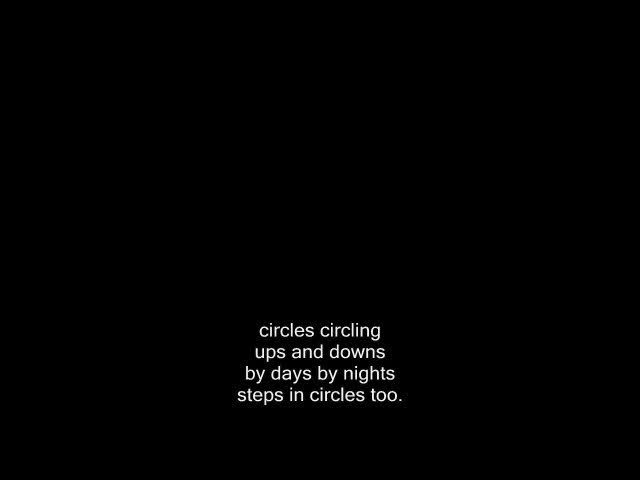 circles circling
ups and downs
by days by nights
steps in circles too.